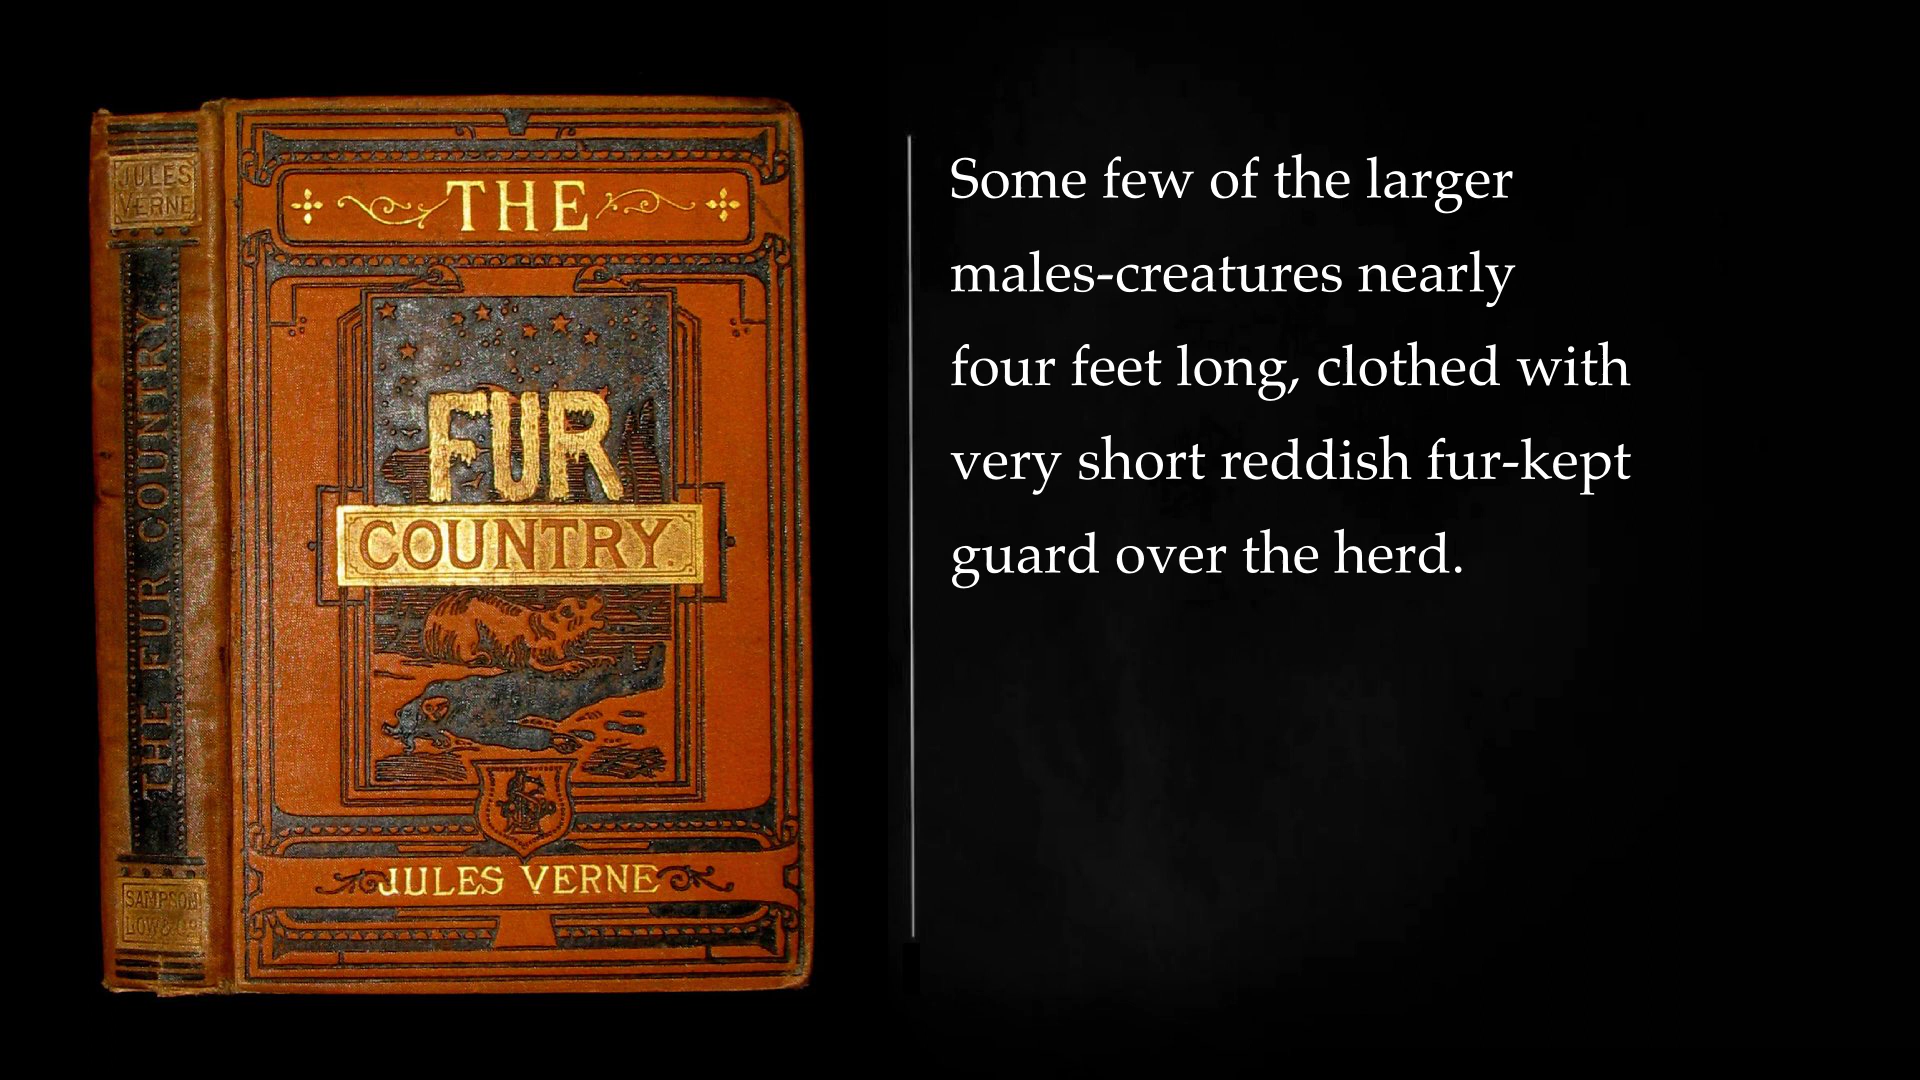 JULES
VERNE
THE FUR COUNTRY.
SAMPSON
LOW & Co
THE
FUR
COUNTRY.
JULES VERNE
Some few of the larger
males-creatures nearly
four feet long, clothed with
very short reddish fur-kept
guard over the herd.